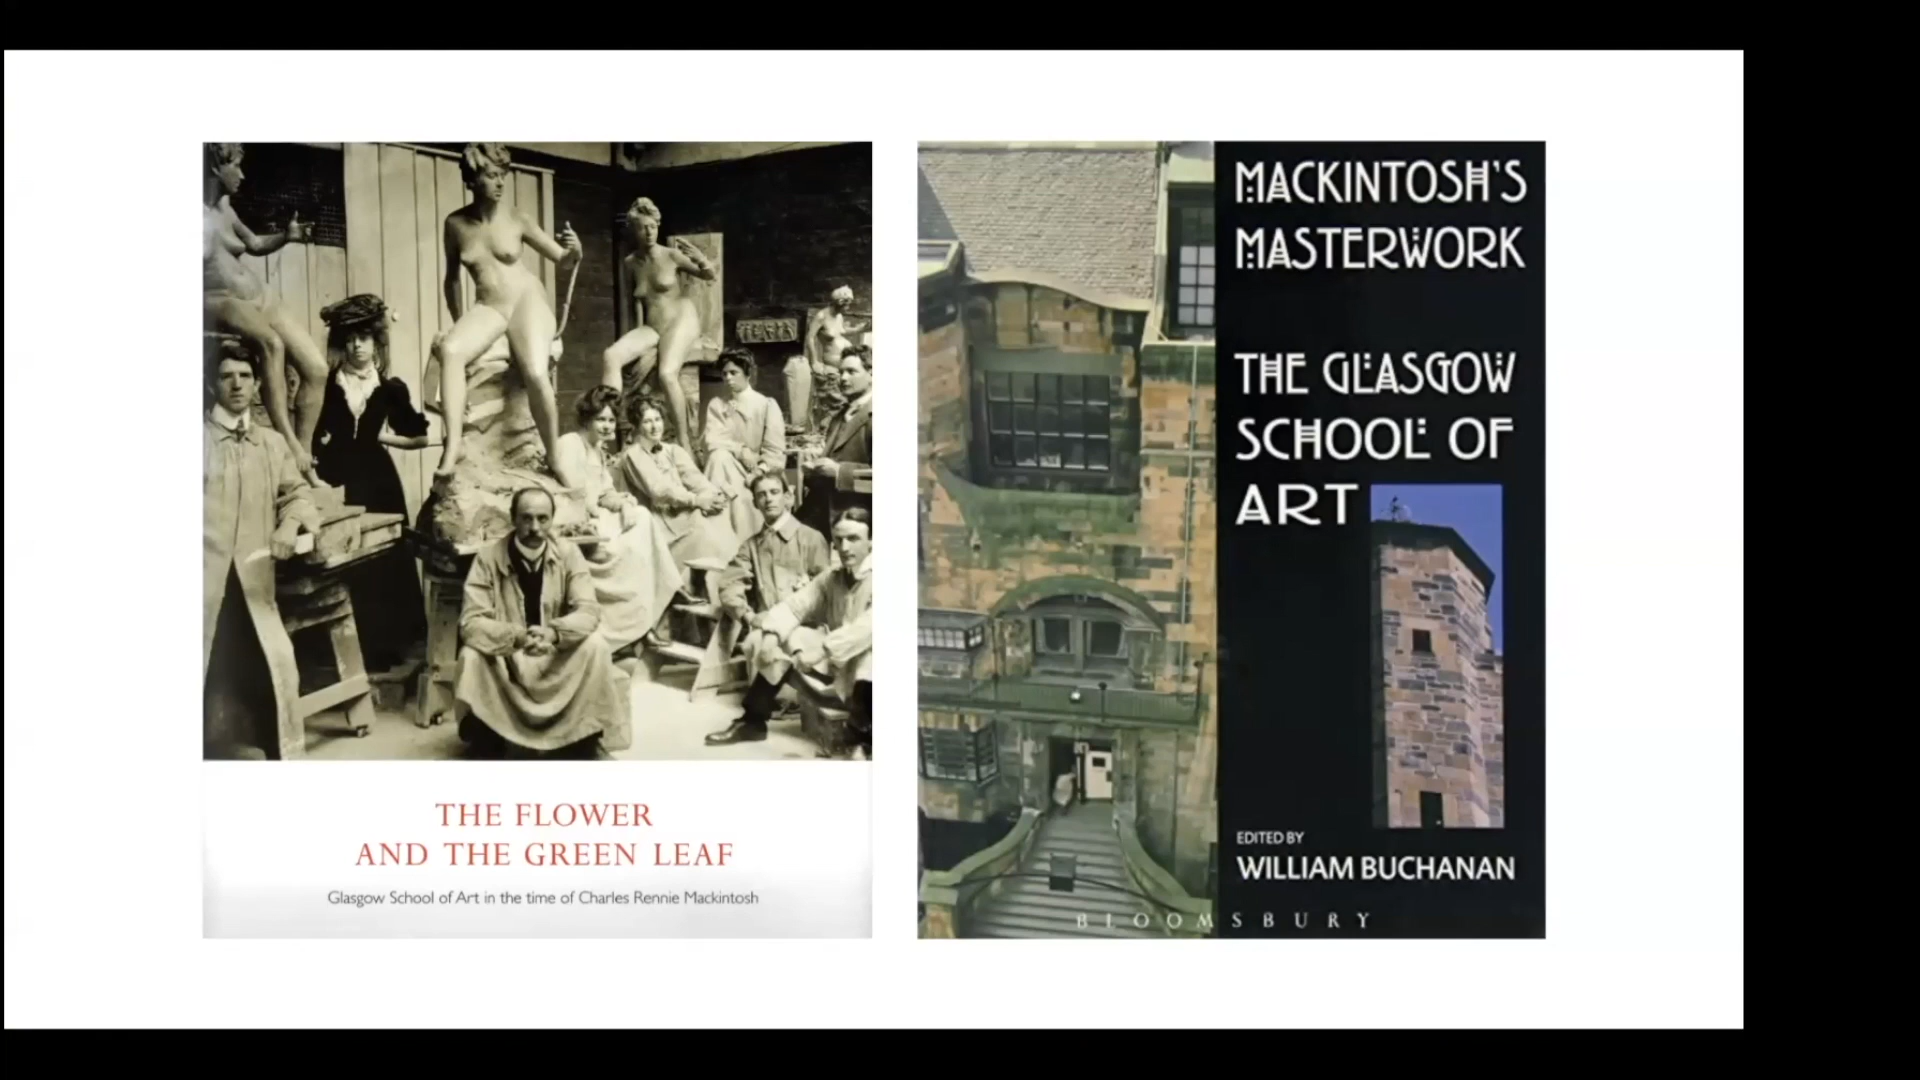 THE FLOWER
AND THE GREEN LEAF
Glasgow School of Art in the time of Charles Rennie Mackintosh
MACKINTOSH'S
MASTERWORK
THE GLASGOW
SCHOOL OF
ART
EDITED BY
WILLIAM BUCHANAN
BLOOMSBURY